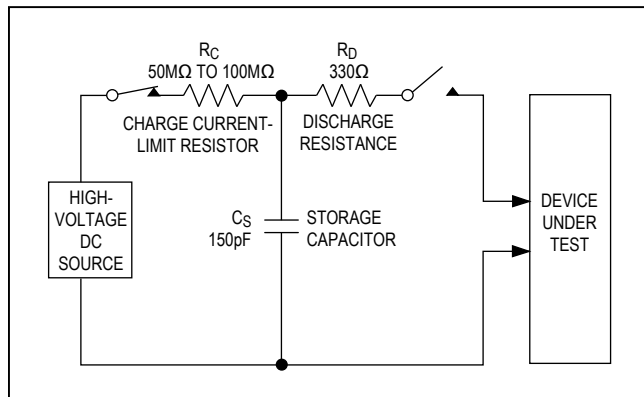 RC
50MΩ TO 100MΩ
CHARGE CURRENT-
LIMIT RESISTOR
RD
330Ω
DISCHARGE
RESISTANCE
HIGH-
VOLTAGE
DC
SOURCE
CS
150pF
STORAGE
CAPACITOR
DEVICE
UNDER
TEST